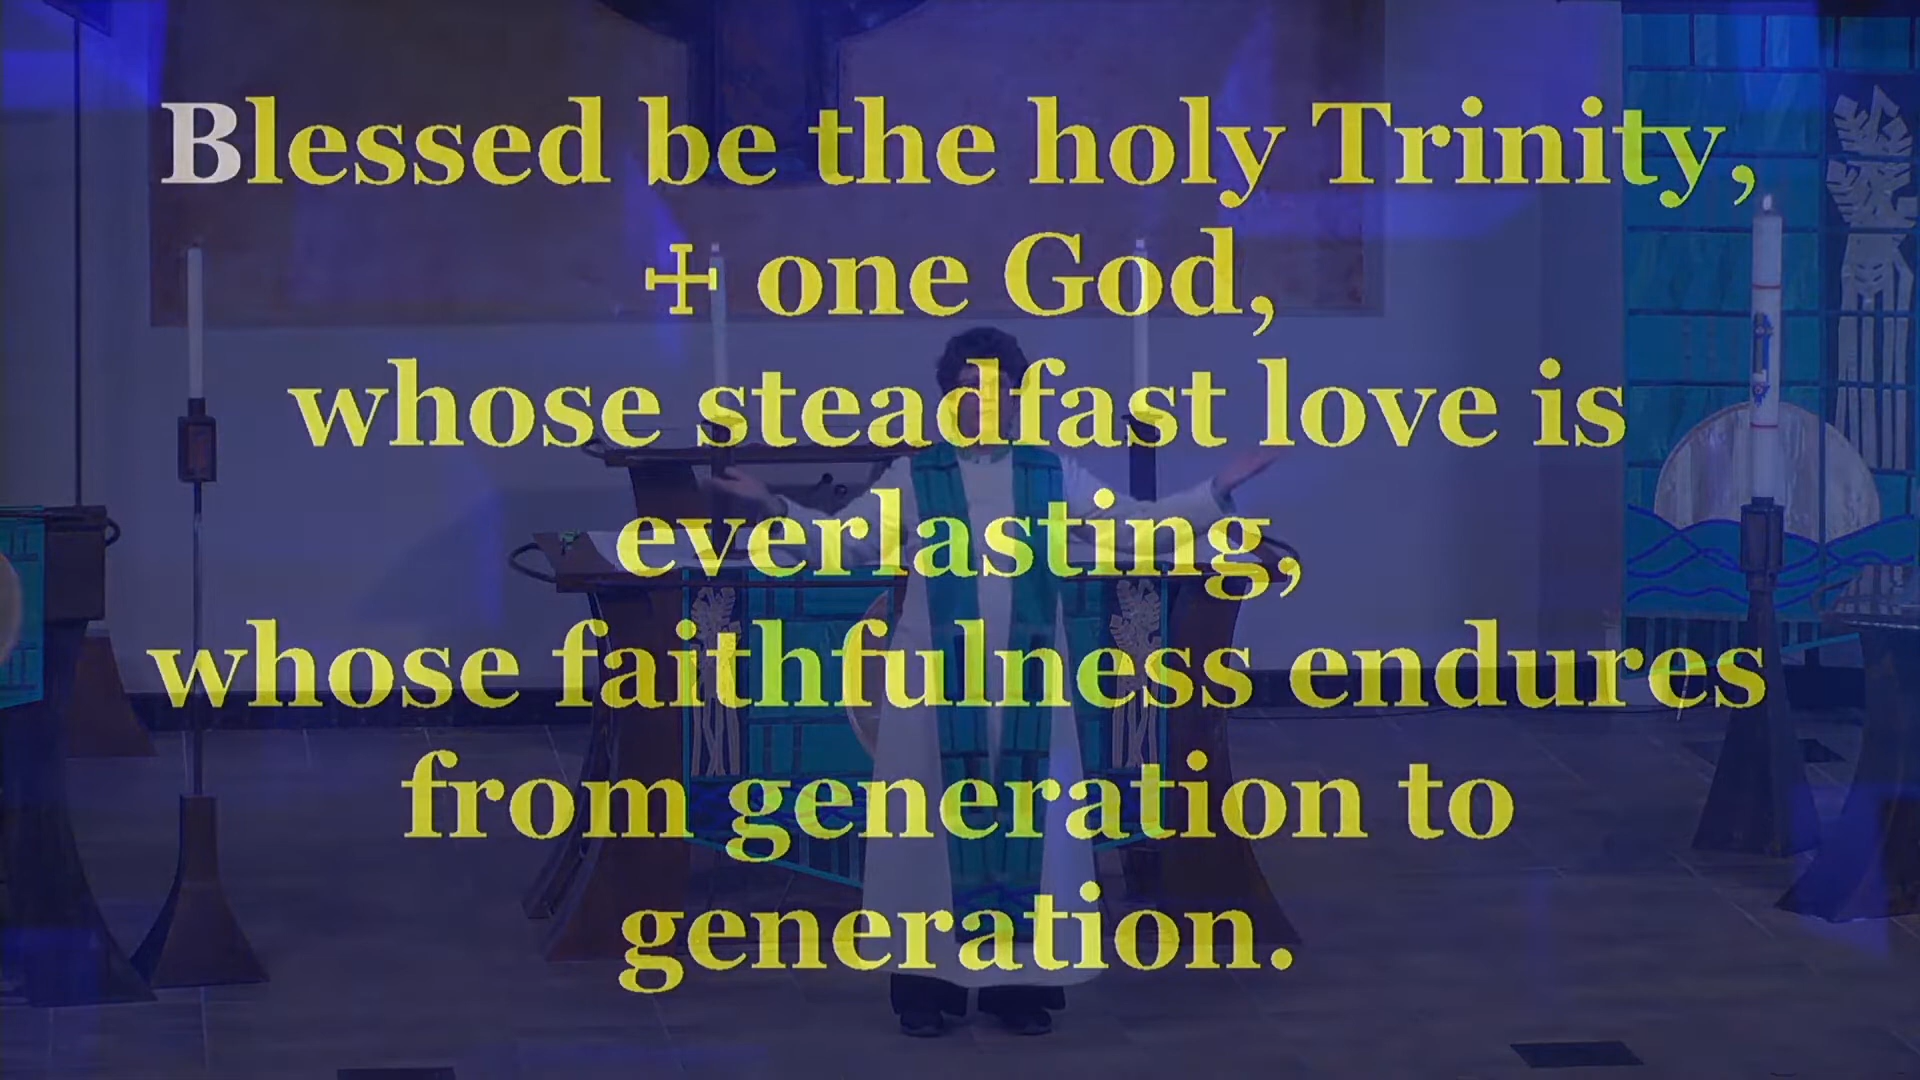 Blessed be the holy Trinity,
☩ one God,
whose steadfast love is
everlasting,
whose faithfulness endures
from generation to
generation.